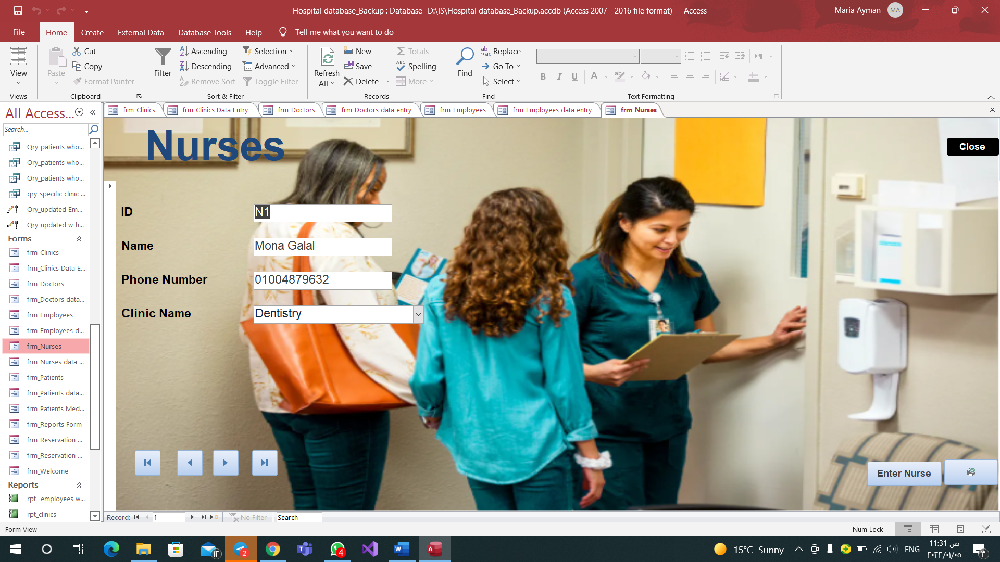 Hospital database_Backup : Database- D:\IS\Hospital database_Backup.accdb (Access 2007 - 2016 file format)  -  Access
Maria Ayman
MA
File
Home
Create
External Data
Database Tools
Help
Tell me what you want to do
View
Views
Paste
Cut
Copy
Format Painter
Clipboard
Filter
Ascending
Descending
Remove Sort
Selection
Advanced
Toggle Filter
Sort & Filter
Refresh All
New
Save
Delete
Totals
Spelling
More
Records
Find
Replace
Go To
Select
Find
B I U A
Text Formatting
All Access...
Search...
frm_Clinics
frm_Clinics Data Entry
frm_Doctors
frm_Doctors data entry
frm_Employees
frm_Employees data entry
frm_Nurses
Qry_patients who...
Qry_patients who...
Qry_patients who...
qry_specific clinic ...
Qry_updated Em...
Qry_updated w_h...
Forms
frm_Clinics
frm_Clinics Data E...
frm_Doctors
frm_Doctors data...
frm_Employees
frm_Employees d...
frm_Nurses
frm_Nurses data ...
frm_Patients
frm_Patients data...
frm_Patients Med...
frm_Reports Form
frm_Reservation ...
frm_Reservation ...
frm_Welcome
Reports
rpt _employees w...
rpt_clinics
Nurses
Close
ID
N1
Name
Mona Galal
Phone Number
01004879632
Clinic Name
Dentistry
Enter Nurse
Record:
1
No Filter
Search
Form View
Num Lock
١٣
2
4
15°C Sunny
ENG
11:31 ص
٢٠٢٢/٠١/٠٥
٣